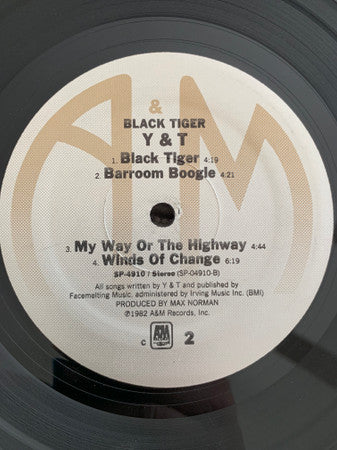 A&M
BLACK TIGER
Y & T
1. Black Tiger 4:19
2. Barroom Boogie 4:21
3. My Way Or The Highway 4:44
4. Winds Of Change 6:19
SP-4910 / Stereo (SP-04910-B)
All songs written by Y & T and published by
Facemelting Music, administered by Irving Music Inc. (BMI)
PRODUCED BY MAX NORMAN
℗1982 A&M Records, Inc.
C A&M 2